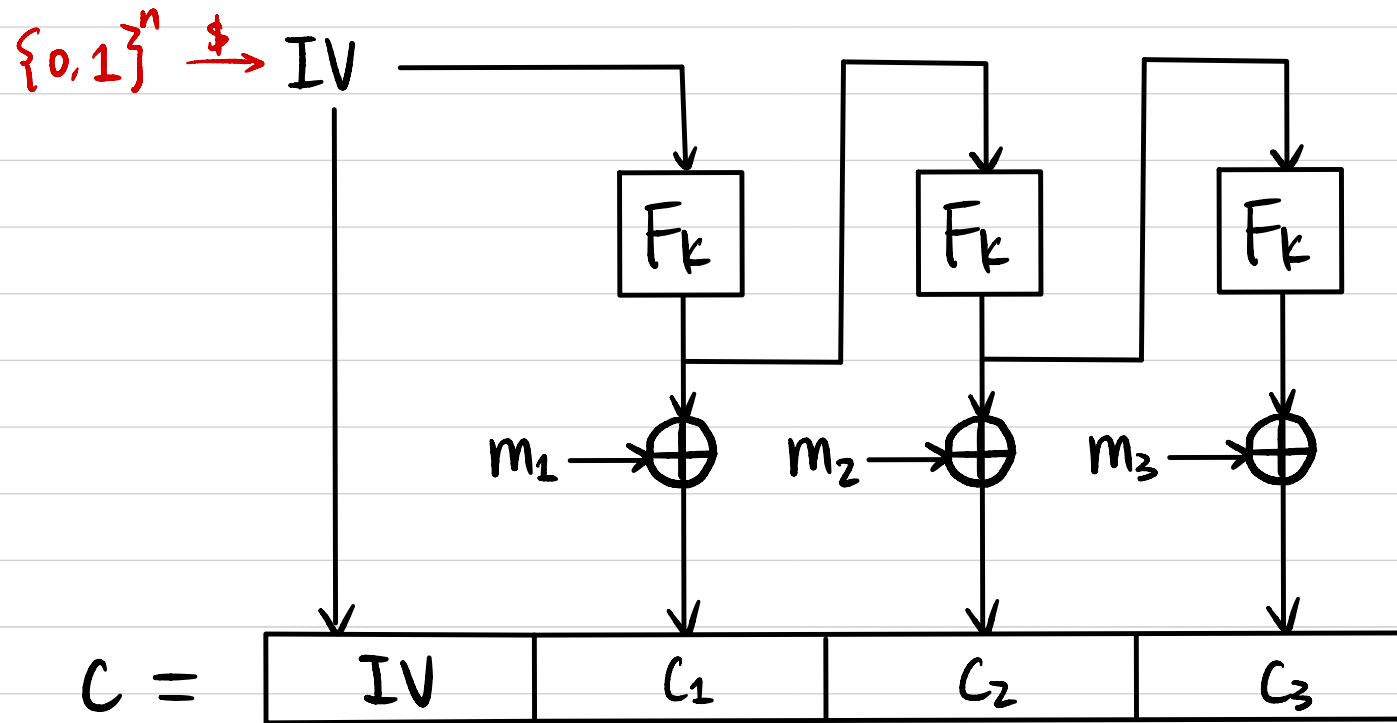 {0,1}ⁿ $→ IV
Fₖ Fₖ Fₖ
m₁ ⊕ m₂ ⊕ m₃ ⊕
C = IV C₁ C₂ C₃